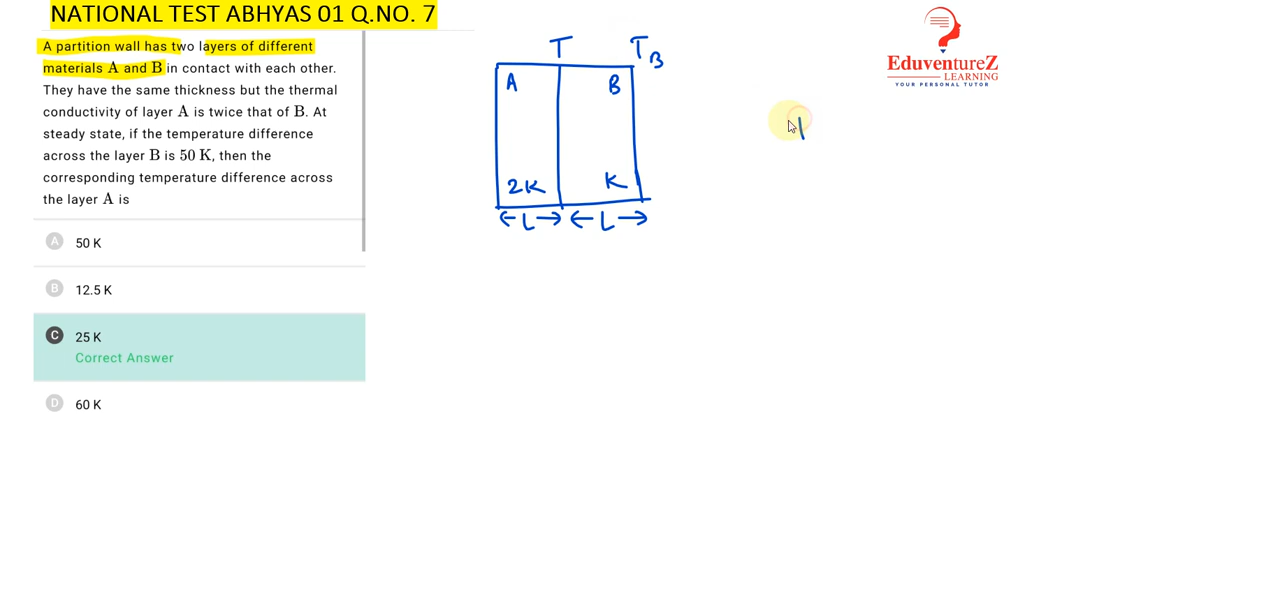 NATIONAL TEST ABHYAS 01 Q.NO. 7
A partition wall has two layers of different
materials A and B in contact with each other.
They have the same thickness but the thermal
conductivity of layer A is twice that of B. At
steady state, if the temperature difference
across the layer B is 50 K, then the
corresponding temperature difference across
the layer A is
A 50 K
B 12.5 K
C 25 K
Correct Answer
D 60 K
T T_B
A B
2K K
L L
EduventureZ
LEARNING
YOUR PERSONAL TUTOR